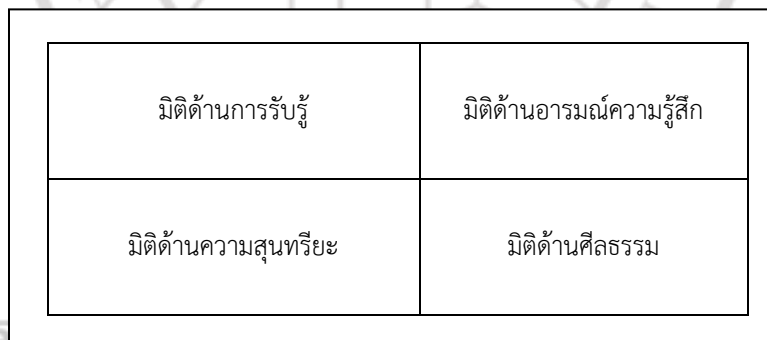 มิติด้านการรับรู้
มิติด้านอารมณ์ความรู้สึก
มิติด้านความสุนทรียะ
มิติด้านศีลธรรม